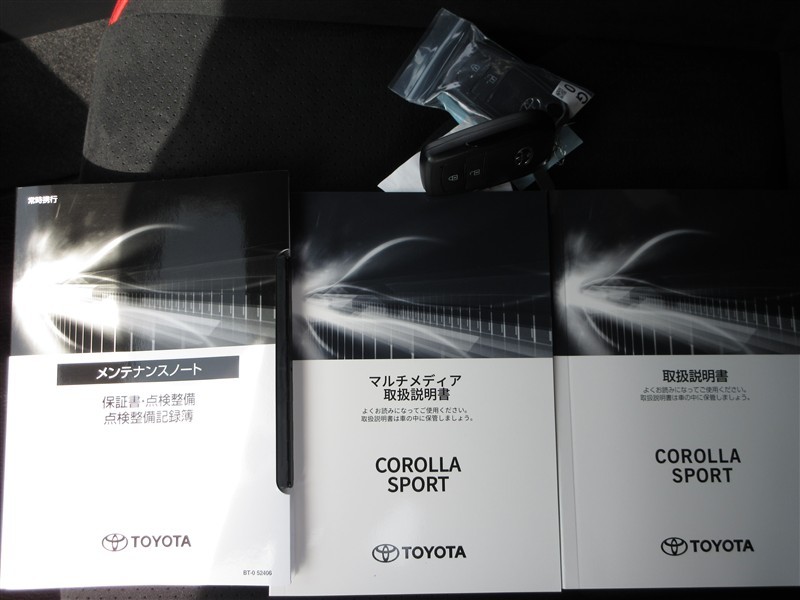 常時携行
メンテナンスノート
保証書・点検整備
点検整備記録簿
TOYOTA
BT-0 52406
マルチメディア
取扱説明書
よくお読みになってご使用ください。
取扱説明書は車の中に保管しましょう。
COROLLA
SPORT
TOYOTA
取扱説明書
よくお読みになってご使用ください。
取扱説明書は車の中に保管しましょう。
COROLLA
SPORT
TOYOTA